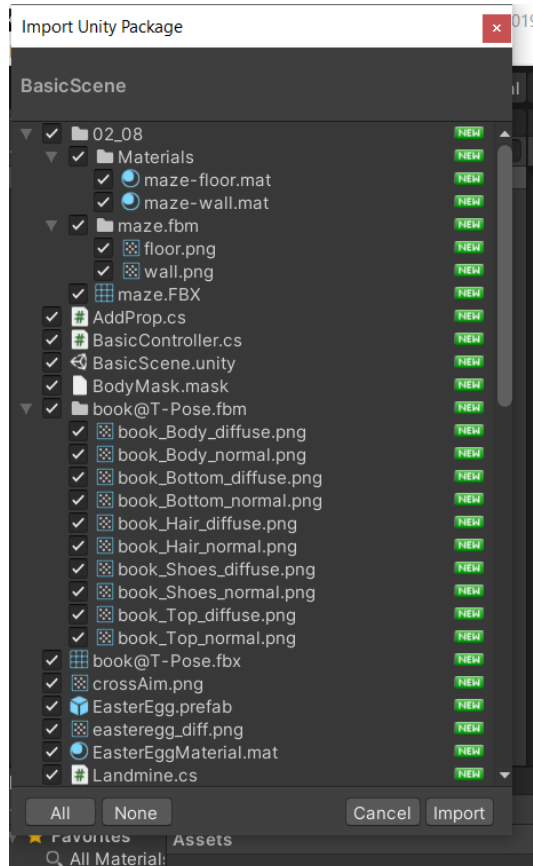 Import Unity Package
019
BasicScene
02_08 NEW
Materials NEW
maze-floor.mat NEW
maze-wall.mat NEW
maze.fbm NEW
floor.png NEW
wall.png NEW
maze.FBX NEW
AddProp.cs NEW
BasicController.cs NEW
BasicScene.unity NEW
BodyMask.mask NEW
book@T-Pose.fbm NEW
book_Body_diffuse.png NEW
book_Body_normal.png NEW
book_Bottom_diffuse.png NEW
book_Bottom_normal.png NEW
book_Hair_diffuse.png NEW
book_Hair_normal.png NEW
book_Shoes_diffuse.png NEW
book_Shoes_normal.png NEW
book_Top_diffuse.png NEW
book_Top_normal.png NEW
book@T-Pose.fbx NEW
crossAim.png NEW
EasterEgg.prefab NEW
easteregg_diff.png NEW
EasterEggMaterial.mat NEW
Landmine.cs NEW
All None Cancel Import
Favorites Assets
All Material